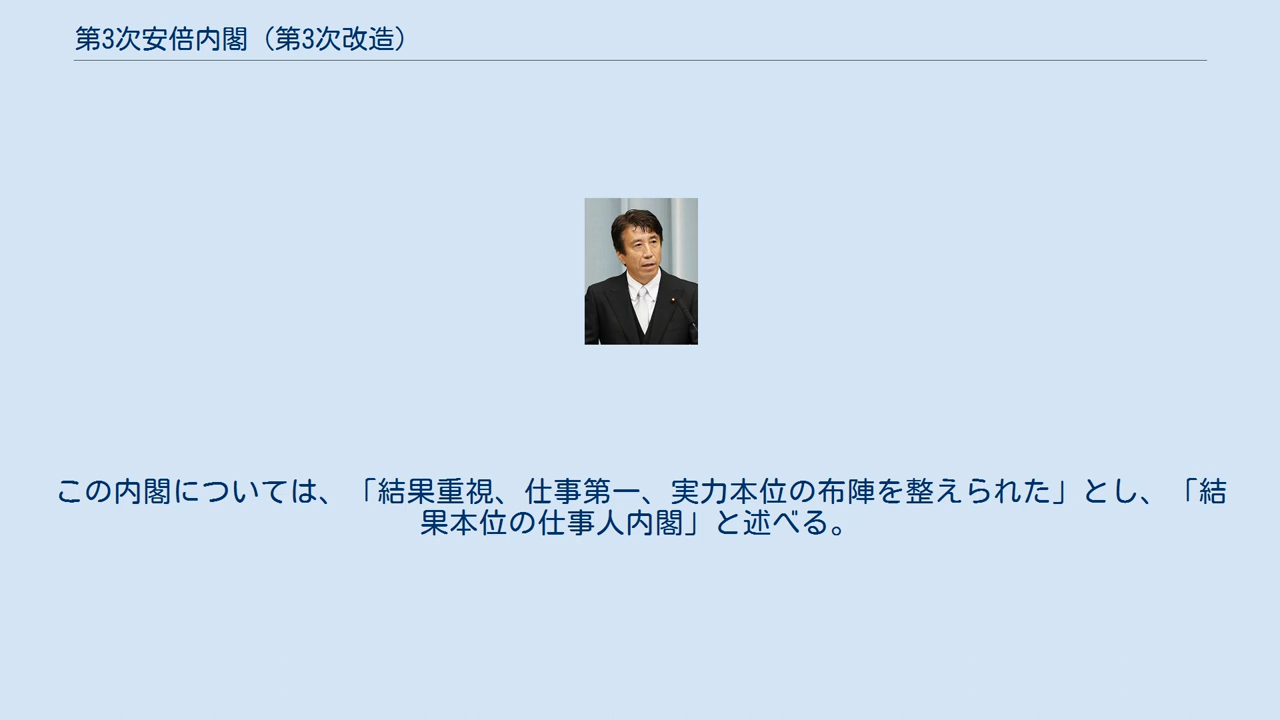 第3次安倍内閣（第3次改造）
この内閣については、「結果重視、仕事第一、実力本位の布陣を整えられた」とし、「結
果本位の仕事人内閣」と述べる。